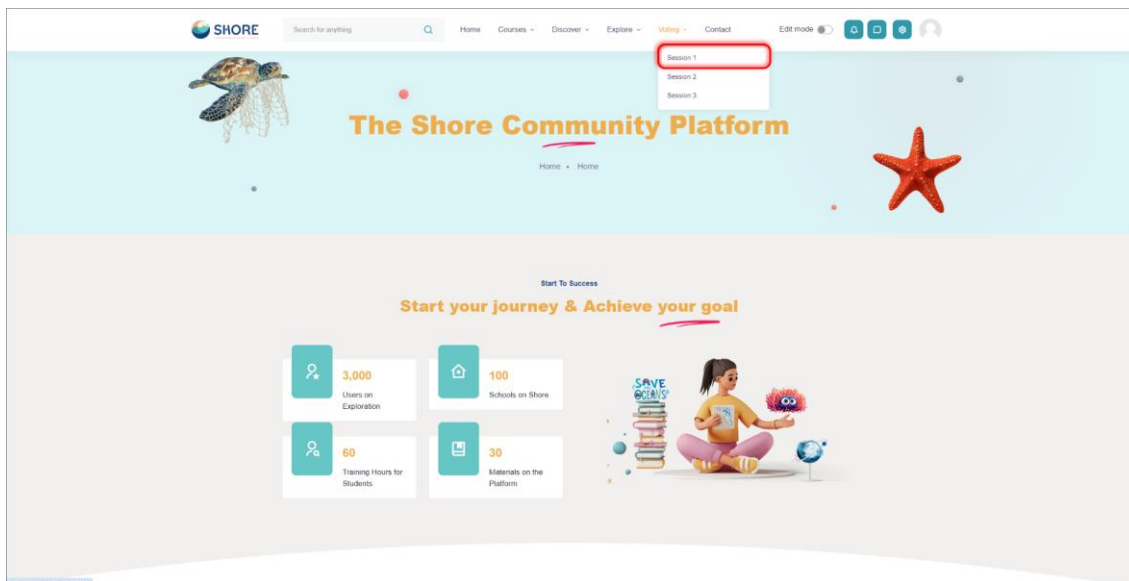 SHORE
Search for anything
Home Courses Discover Explore Voting Contact
Edit mode
Session 1
Session 2
Session 3
The Shore Community Platform
Home • Home
Start To Success
Start your journey & Achieve your goal
3,000
Users on
Exploration
100
Schools on Shore
60
Training Hours for
Students
30
Materials on the
Platform
SAVE
OCEANS